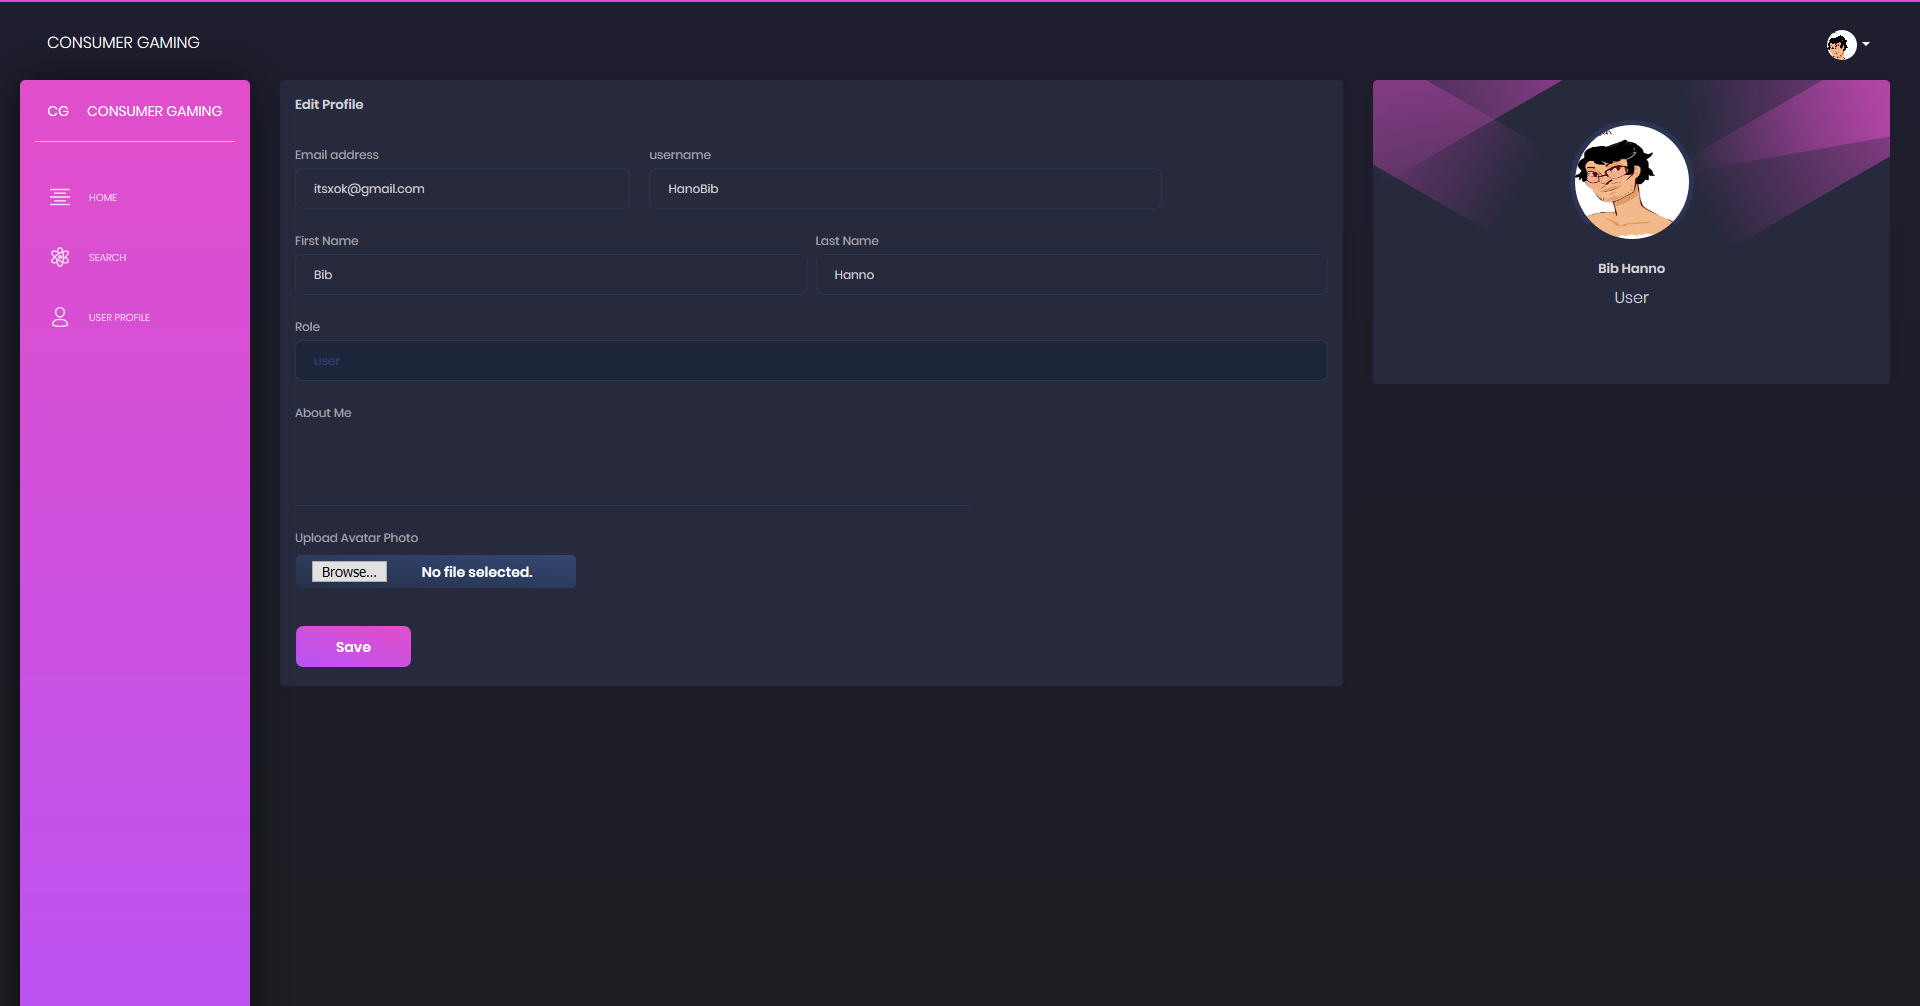 CONSUMER GAMING
CG CONSUMER GAMING
HOME
SEARCH
USER PROFILE
Edit Profile
Email address username
itsxok@gmail.com HanoBib
First Name Last Name
Bib Hanno
Role
user
About Me
Upload Avatar Photo
Browse... No file selected.
Save
Bib Hanno
User